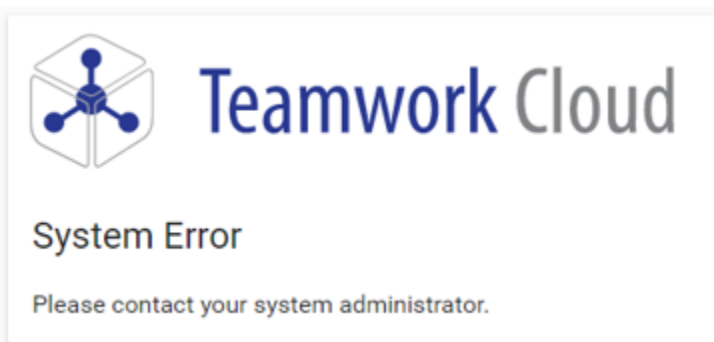 Teamwork Cloud
System Error
Please contact your system administrator.